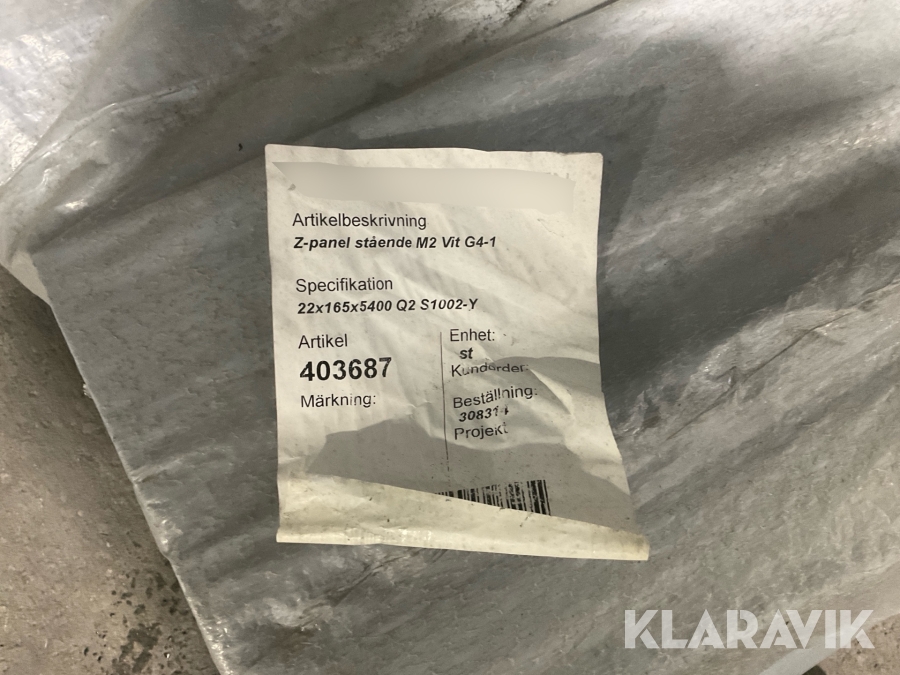 Artikelbeskrivning
Z-panel stående M2 Vit G4-1
Specifikation
22x165x5400 Q2 S1002-Y
Artikel
403687
Märkning:
Enhet:
st
Kundorder:
Beställning:
Projekt
KLARAVIK